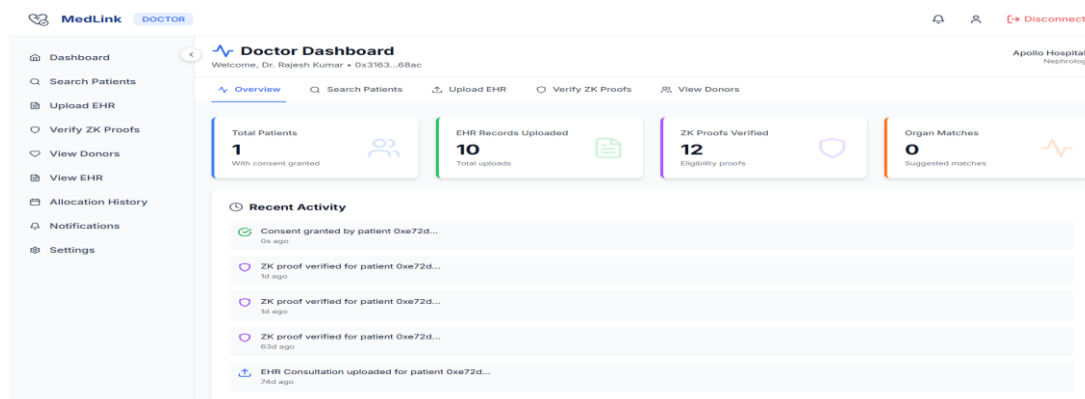 MedLink DOCTOR
Disconnect
Dashboard
Search Patients
Upload EHR
Verify ZK Proofs
View Donors
View EHR
Allocation History
Notifications
Settings
Doctor Dashboard
Welcome, Dr. Rajesh Kumar • 0x3163...68ac
Apollo Hospital
Nephrolog
Overview Search Patients Upload EHR Verify ZK Proofs View Donors
Total Patients
1
With consent granted
EHR Records Uploaded
10
Total uploads
ZK Proofs Verified
12
Eligibility proofs
Organ Matches
0
Suggested matches
Recent Activity
Consent granted by patient 0xe72d...
0s ago
ZK proof verified for patient 0xe72d...
1d ago
ZK proof verified for patient 0xe72d...
1d ago
ZK proof verified for patient 0xe72d...
63d ago
EHR Consultation uploaded for patient 0xe72d...
74d ago